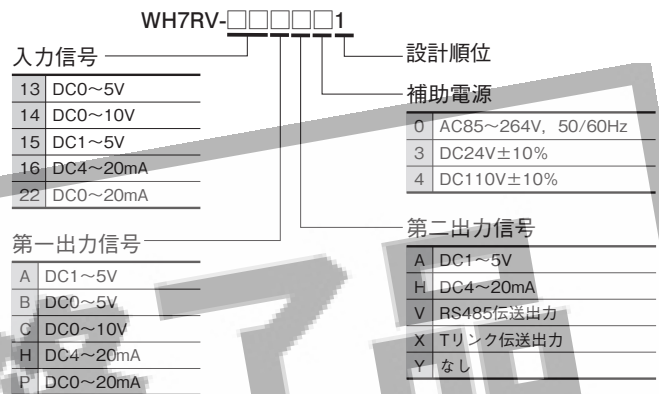 WH7RV-□□□□□1
入力信号
13 DC0～5V
14 DC0～10V
15 DC1～5V
16 DC4～20mA
22 DC0～20mA
第一出力信号
A DC1～5V
B DC0～5V
C DC0～10V
H DC4～20mA
P DC0～20mA
設計順位
補助電源
0 AC85～264V, 50/60Hz
3 DC24V±10%
4 DC110V±10%
第二出力信号
A DC1～5V
H DC4～20mA
V RS485伝送出力
X Tリンク伝送出力
Y なし
終了品